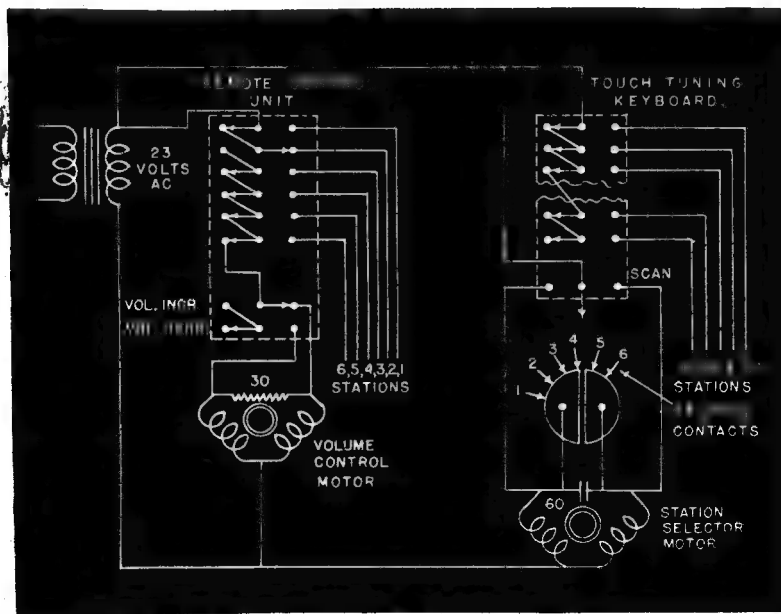 UNIT
23
VOLTS
AC
VOL. INCR.
6,5,4,3,2,1
STATIONS
30
VOLUME
CONTROL
MOTOR
TOUCH TUNING
KEYBOARD.
SCAN
1
2
3
4
5
6
STATIONS
CONTACTS
60
STATION
SELECTOR
MOTOR